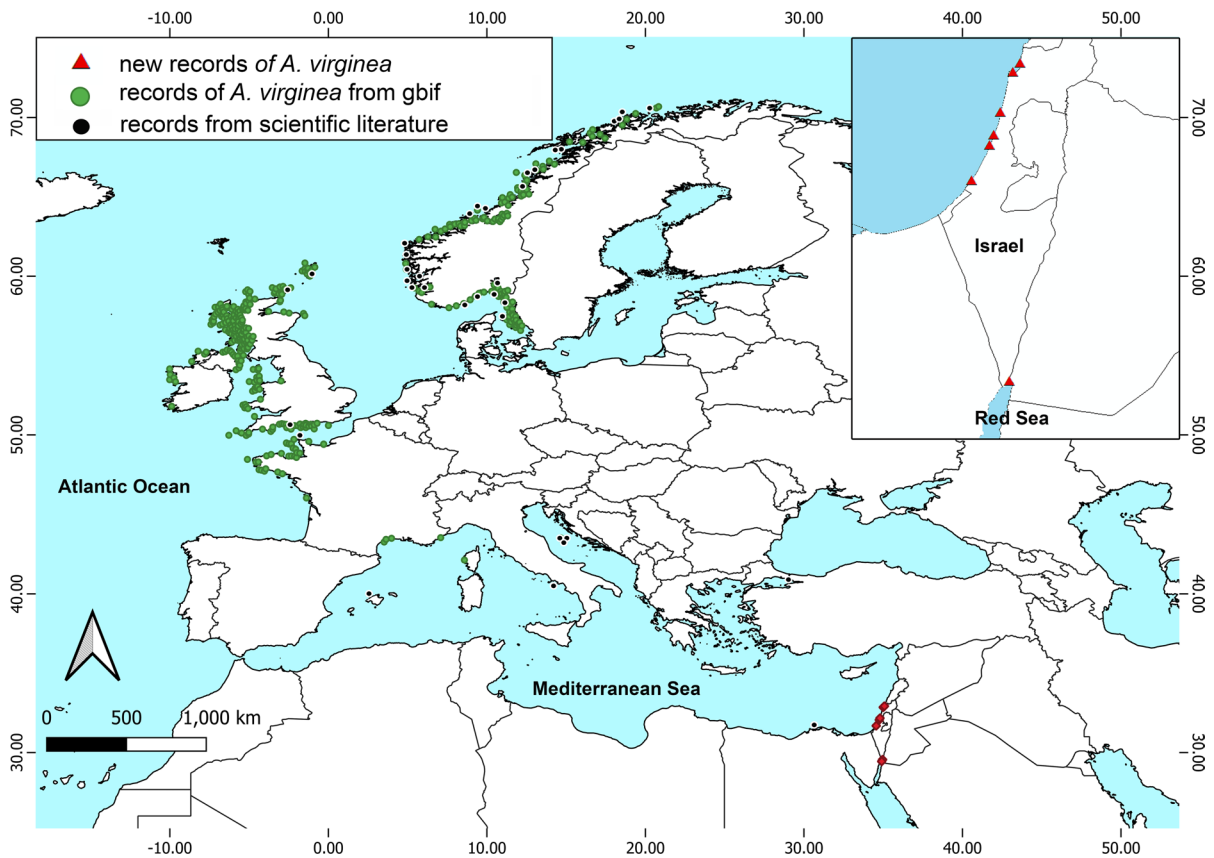 -10.00 0.00 10.00 20.00 30.00 40.00 50.00
new records of A. virginea
records of A. virginea from gbif
records from scientific literature
70.00 70.00
Israel
60.00 60.00
Red Sea
50.00 50.00
Atlantic Ocean
40.00 40.00
Mediterranean Sea
0 500 1,000 km
30.00 30.00
-10.00 0.00 10.00 20.00 30.00 40.00 50.00